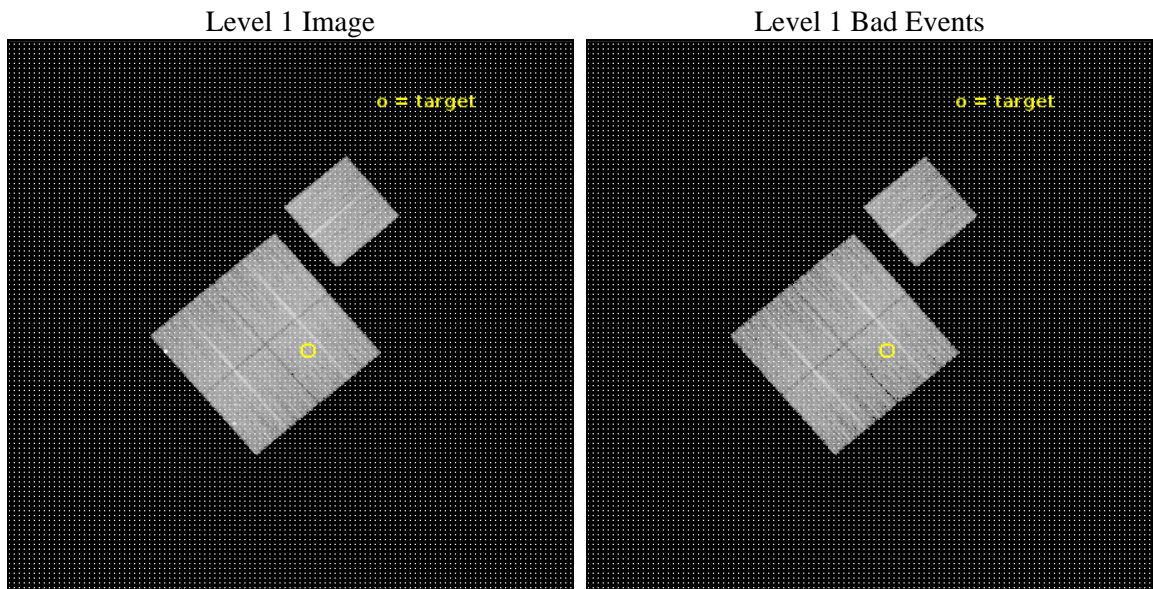 Level 1 Image
Level 1 Bad Events
o = target
o = target